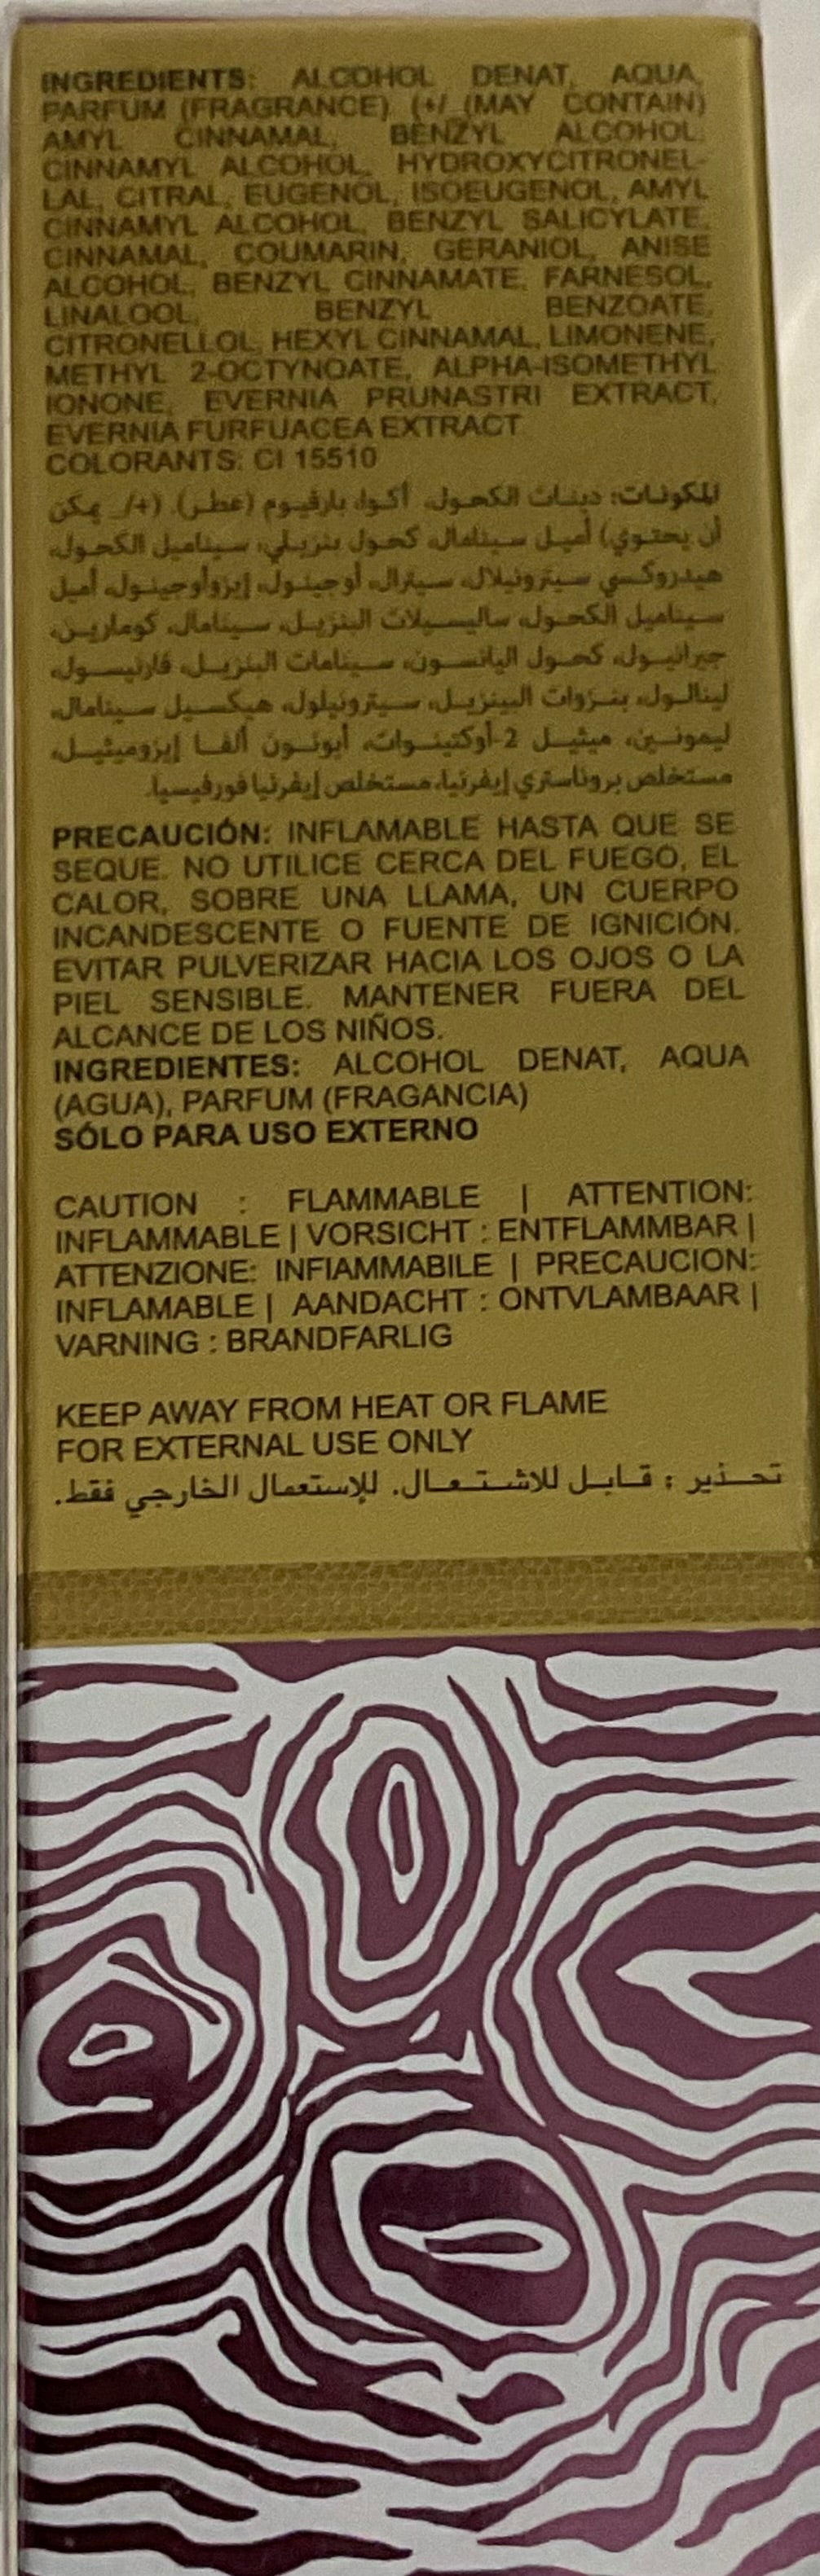 INGREDIENTS: ALCOHOL DENAT, AQUA,
PARFUM (FRAGRANCE) (+/_(MAY CONTAIN)
AMYL CINNAMAL, BENZYL ALCOHOL,
CINNAMYL ALCOHOL, HYDROXYCITRONEL-
LAL, CITRAL, EUGENOL, ISOEUGENOL, AMYL
CINNAMYL ALCOHOL, BENZYL SALICYLATE,
CINNAMAL, COUMARIN, GERANIOL, ANISE
ALCOHOL, BENZYL CINNAMATE, FARNESOL,
LINALOOL, BENZYL BENZOATE,
CITRONELLOL, HEXYL CINNAMAL, LIMONENE,
METHYL 2-OCTYNOATE, ALPHA-ISOMETHYL
IONONE, EVERNIA PRUNASTRI EXTRACT,
EVERNIA FURFUACEA EXTRACT
COLORANTS: CI 15510
المكونات: دينات الكحول، أكوا، بارفيوم (عطر). (+/_ يمكن
أن يحتوي) أميل سينامال، كحول بنزيلي، سيناميل الكحول،
هيدروكسي سيترونيلال، سيترال، أوجينول، إيزوأوجينول، أميل
سيناميل الكحول، ساليسيلات البنزيل، سينامال، كومارين،
جيرانيول، كحول اليانسون، سينامات البنزيل، فارنيسول،
لينالول، بنزوات البينزيل، سيترونيلول، هيكسيل سينامال،
ليمونين، ميثيل 2-أوكتينوات، أيونون ألفا إيزوميثيل،
مستخلص بروناستري إيفرنيا، مستخلص إيفرنيا فورفيسيا.
PRECAUCIÓN: INFLAMABLE HASTA QUE SE
SEQUE. NO UTILICE CERCA DEL FUEGO, EL
CALOR, SOBRE UNA LLAMA, UN CUERPO
INCANDESCENTE O FUENTE DE IGNICIÓN.
EVITAR PULVERIZAR HACIA LOS OJOS O LA
PIEL SENSIBLE. MANTENER FUERA DEL
ALCANCE DE LOS NIÑOS.
INGREDIENTES: ALCOHOL DENAT, AQUA
(AGUA), PARFUM (FRAGANCIA)
SÓLO PARA USO EXTERNO
CAUTION : FLAMMABLE | ATTENTION:
INFLAMMABLE | VORSICHT : ENTFLAMMBAR |
ATTENZIONE: INFIAMMABILE | PRECAUCION:
INFLAMABLE | AANDACHT : ONTVLAMBAAR |
VARNING : BRANDFARLIG
KEEP AWAY FROM HEAT OR FLAME
FOR EXTERNAL USE ONLY
تحذير : قابل للاشتعال. للإستعمال الخارجي فقط.